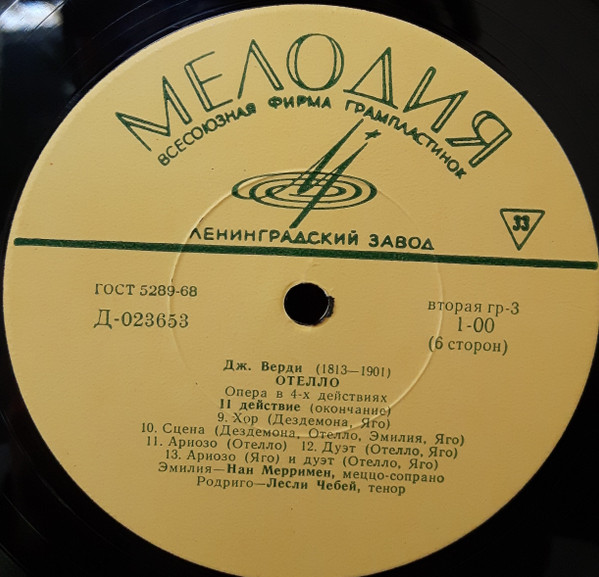 МЕЛОДИЯ
ВСЕСОЮЗНАЯ ФИРМА ГРАМПЛАСТИНОК
ЛЕНИНГРАДСКИЙ ЗАВОД
33
ГОСТ 5289-68
Д-023653
вторая гр-3
1-00
(6 сторон)
Дж. Верди (1813—1901)
ОТЕЛЛО
Опера в 4-х действиях
11 действие (окончание)
9. Хор (Дездемона, Яго)
10. Сцена (Дездемона, Отелло, Эмилия, Яго)
11. Ариозо (Отелло) 12. Дуэт (Отелло, Яго)
13. Ариозо (Яго) и дуэт (Отелло, Яго)
Эмилия—Нан Мерримен, меццо-сопрано
Родриго—Лесли Чебей, тенор